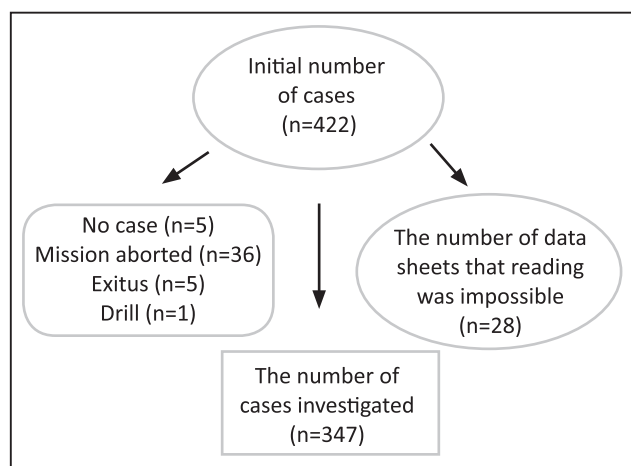 Initial number
of cases
(n=422)
No case (n=5)
Mission aborted (n=36)
Exitus (n=5)
Drill (n=1)
The number of data
sheets that reading
was impossible
(n=28)
The number of
cases investigated
(n=347)